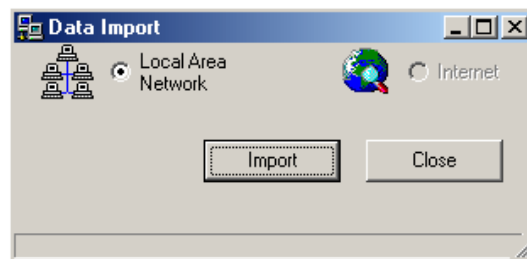 Data Import
Local Area
Network
Internet
Import
Close